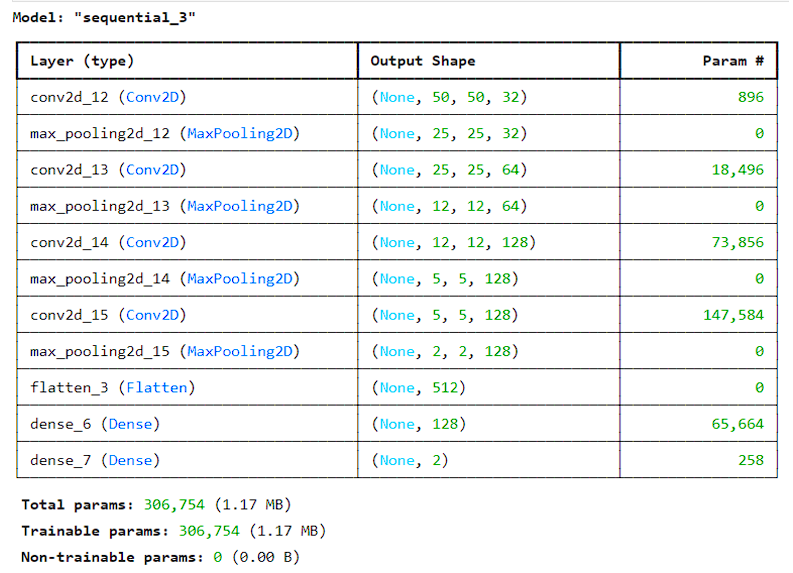 Model: "sequential_3"
Layer (type) Output Shape Param #
conv2d_12 (Conv2D) (None, 50, 50, 32) 896
max_pooling2d_12 (MaxPooling2D) (None, 25, 25, 32) 0
conv2d_13 (Conv2D) (None, 25, 25, 64) 18,496
max_pooling2d_13 (MaxPooling2D) (None, 12, 12, 64) 0
conv2d_14 (Conv2D) (None, 12, 12, 128) 73,856
max_pooling2d_14 (MaxPooling2D) (None, 5, 5, 128) 0
conv2d_15 (Conv2D) (None, 5, 5, 128) 147,584
max_pooling2d_15 (MaxPooling2D) (None, 2, 2, 128) 0
flatten_3 (Flatten) (None, 512) 0
dense_6 (Dense) (None, 128) 65,664
dense_7 (Dense) (None, 2) 258
Total params: 306,754 (1.17 MB)
Trainable params: 306,754 (1.17 MB)
Non-trainable params: 0 (0.00 B)